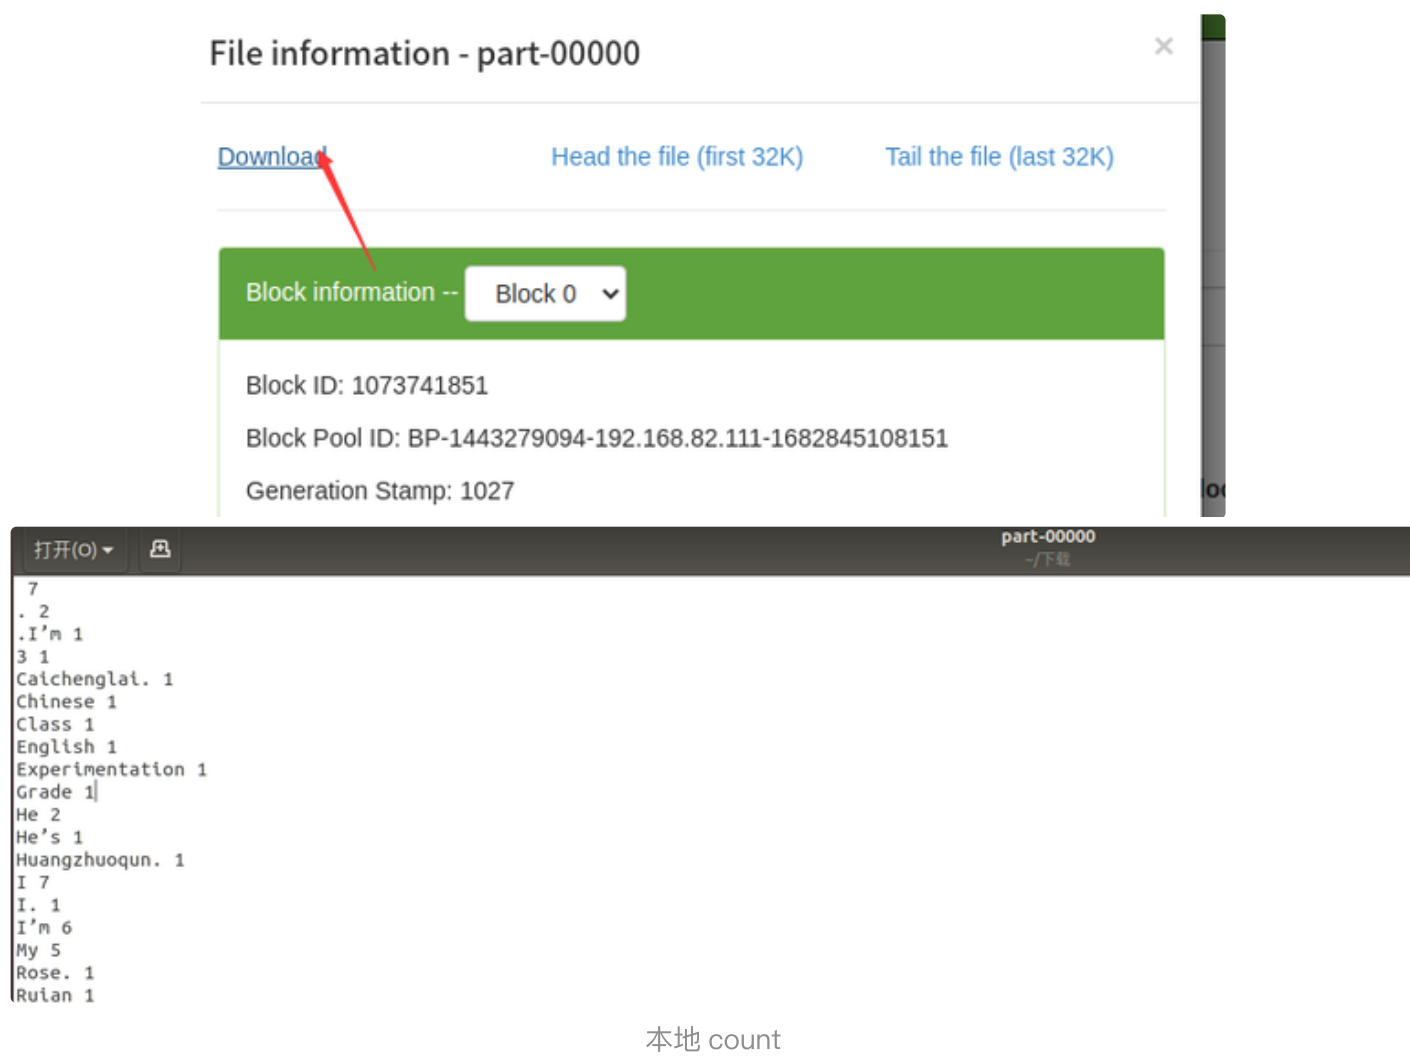 File information - part-00000
×
Download Head the file (first 32K) Tail the file (last 32K)
Block information -- Block 0
Block ID: 1073741851
Block Pool ID: BP-1443279094-192.168.82.111-1682845108151
Generation Stamp: 1027
打开(O)
part-00000
~/下载
7
. 2
.I’m 1
3 1
Caichenglai. 1
Chinese 1
Class 1
English 1
Experimentation 1
Grade 1
He 2
He’s 1
Huangzhuoqun. 1
I 7
I. 1
I’m 6
My 5
Rose. 1
Ruian 1
本地 count